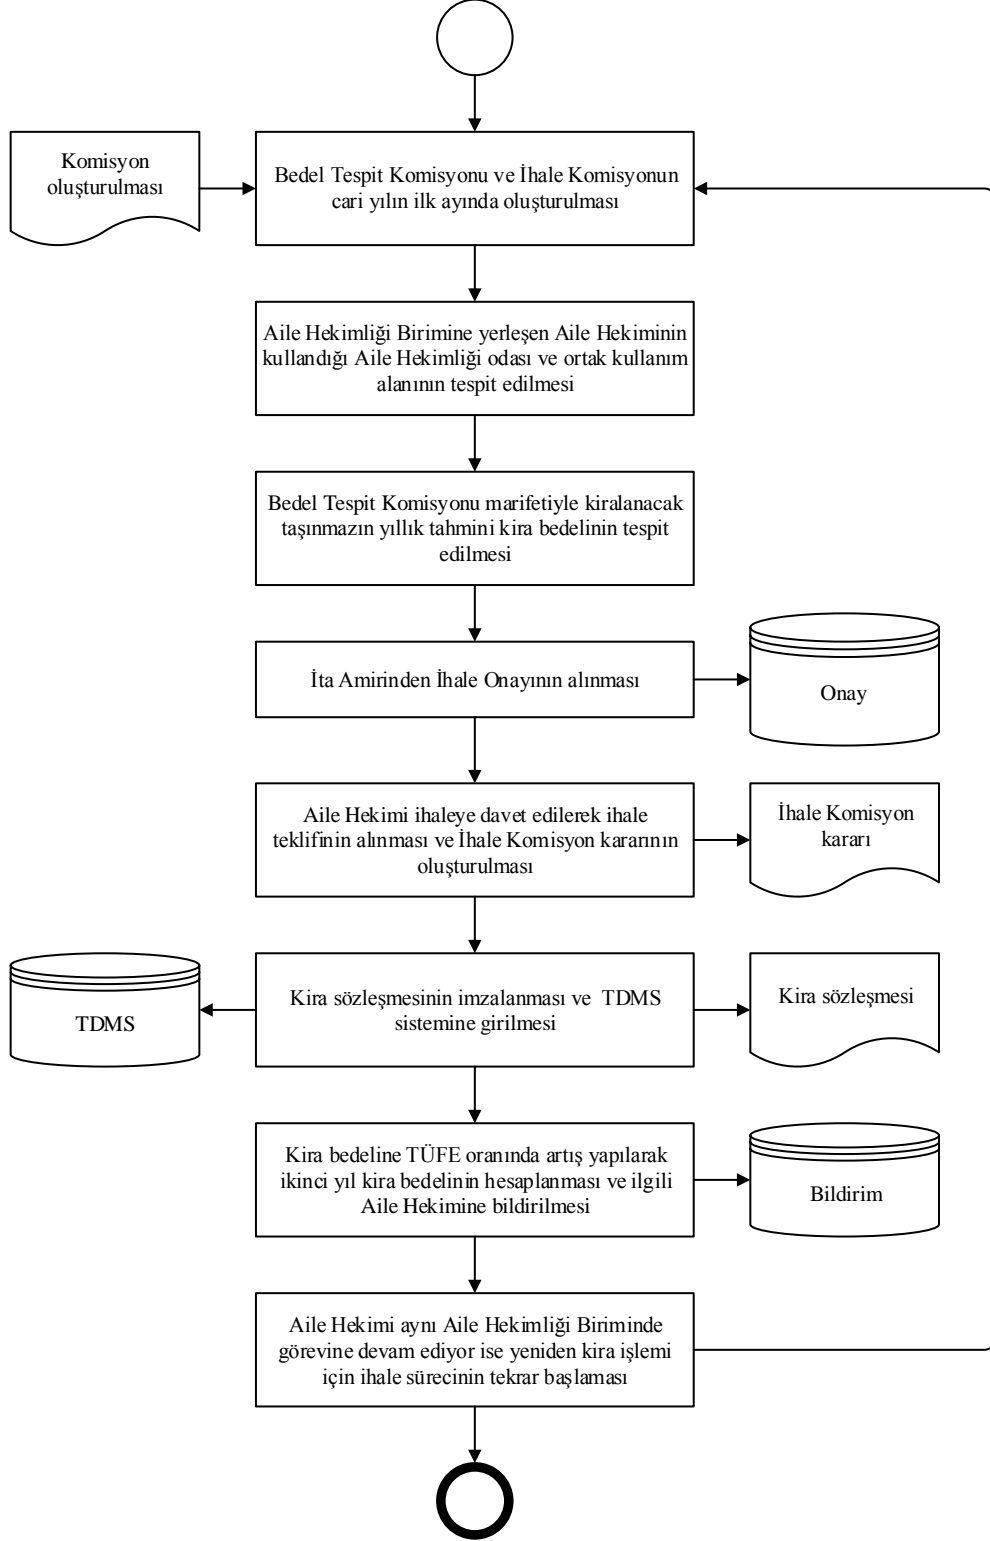 Komisyon
oluşturulması
Bedel Tespit Komisyonu ve İhale Komisyonun
cari yılın ilk ayında oluşturulması
Aile Hekimliği Birimine yerleşen Aile Hekiminin
kullandığı Aile Hekimliği odası ve ortak kullanım
alanının tespit edilmesi
Bedel Tespit Komisyonu marifetiyle kiralanacak
taşınmazın yıllık tahmini kira bedelinin tespit
edilmesi
İta Amirinden İhale Onayının alınması
Onay
Aile Hekimi ihaleye davet edilerek ihale
teklifinin alınması ve İhale Komisyon kararının
oluşturulması
İhale Komisyon
kararı
TDMS
Kira sözleşmesinin imzalanması ve TDMS
sistemine girilmesi
Kira sözleşmesi
Kira bedeline TÜFE oranında artış yapılarak
ikinci yıl kira bedelinin hesaplanması ve ilgili
Aile Hekimine bildirilmesi
Bildirim
Aile Hekimi aynı Aile Hekimliği Biriminde
görevine devam ediyor ise yeniden kira işlemi
için ihale sürecinin tekrar başlaması